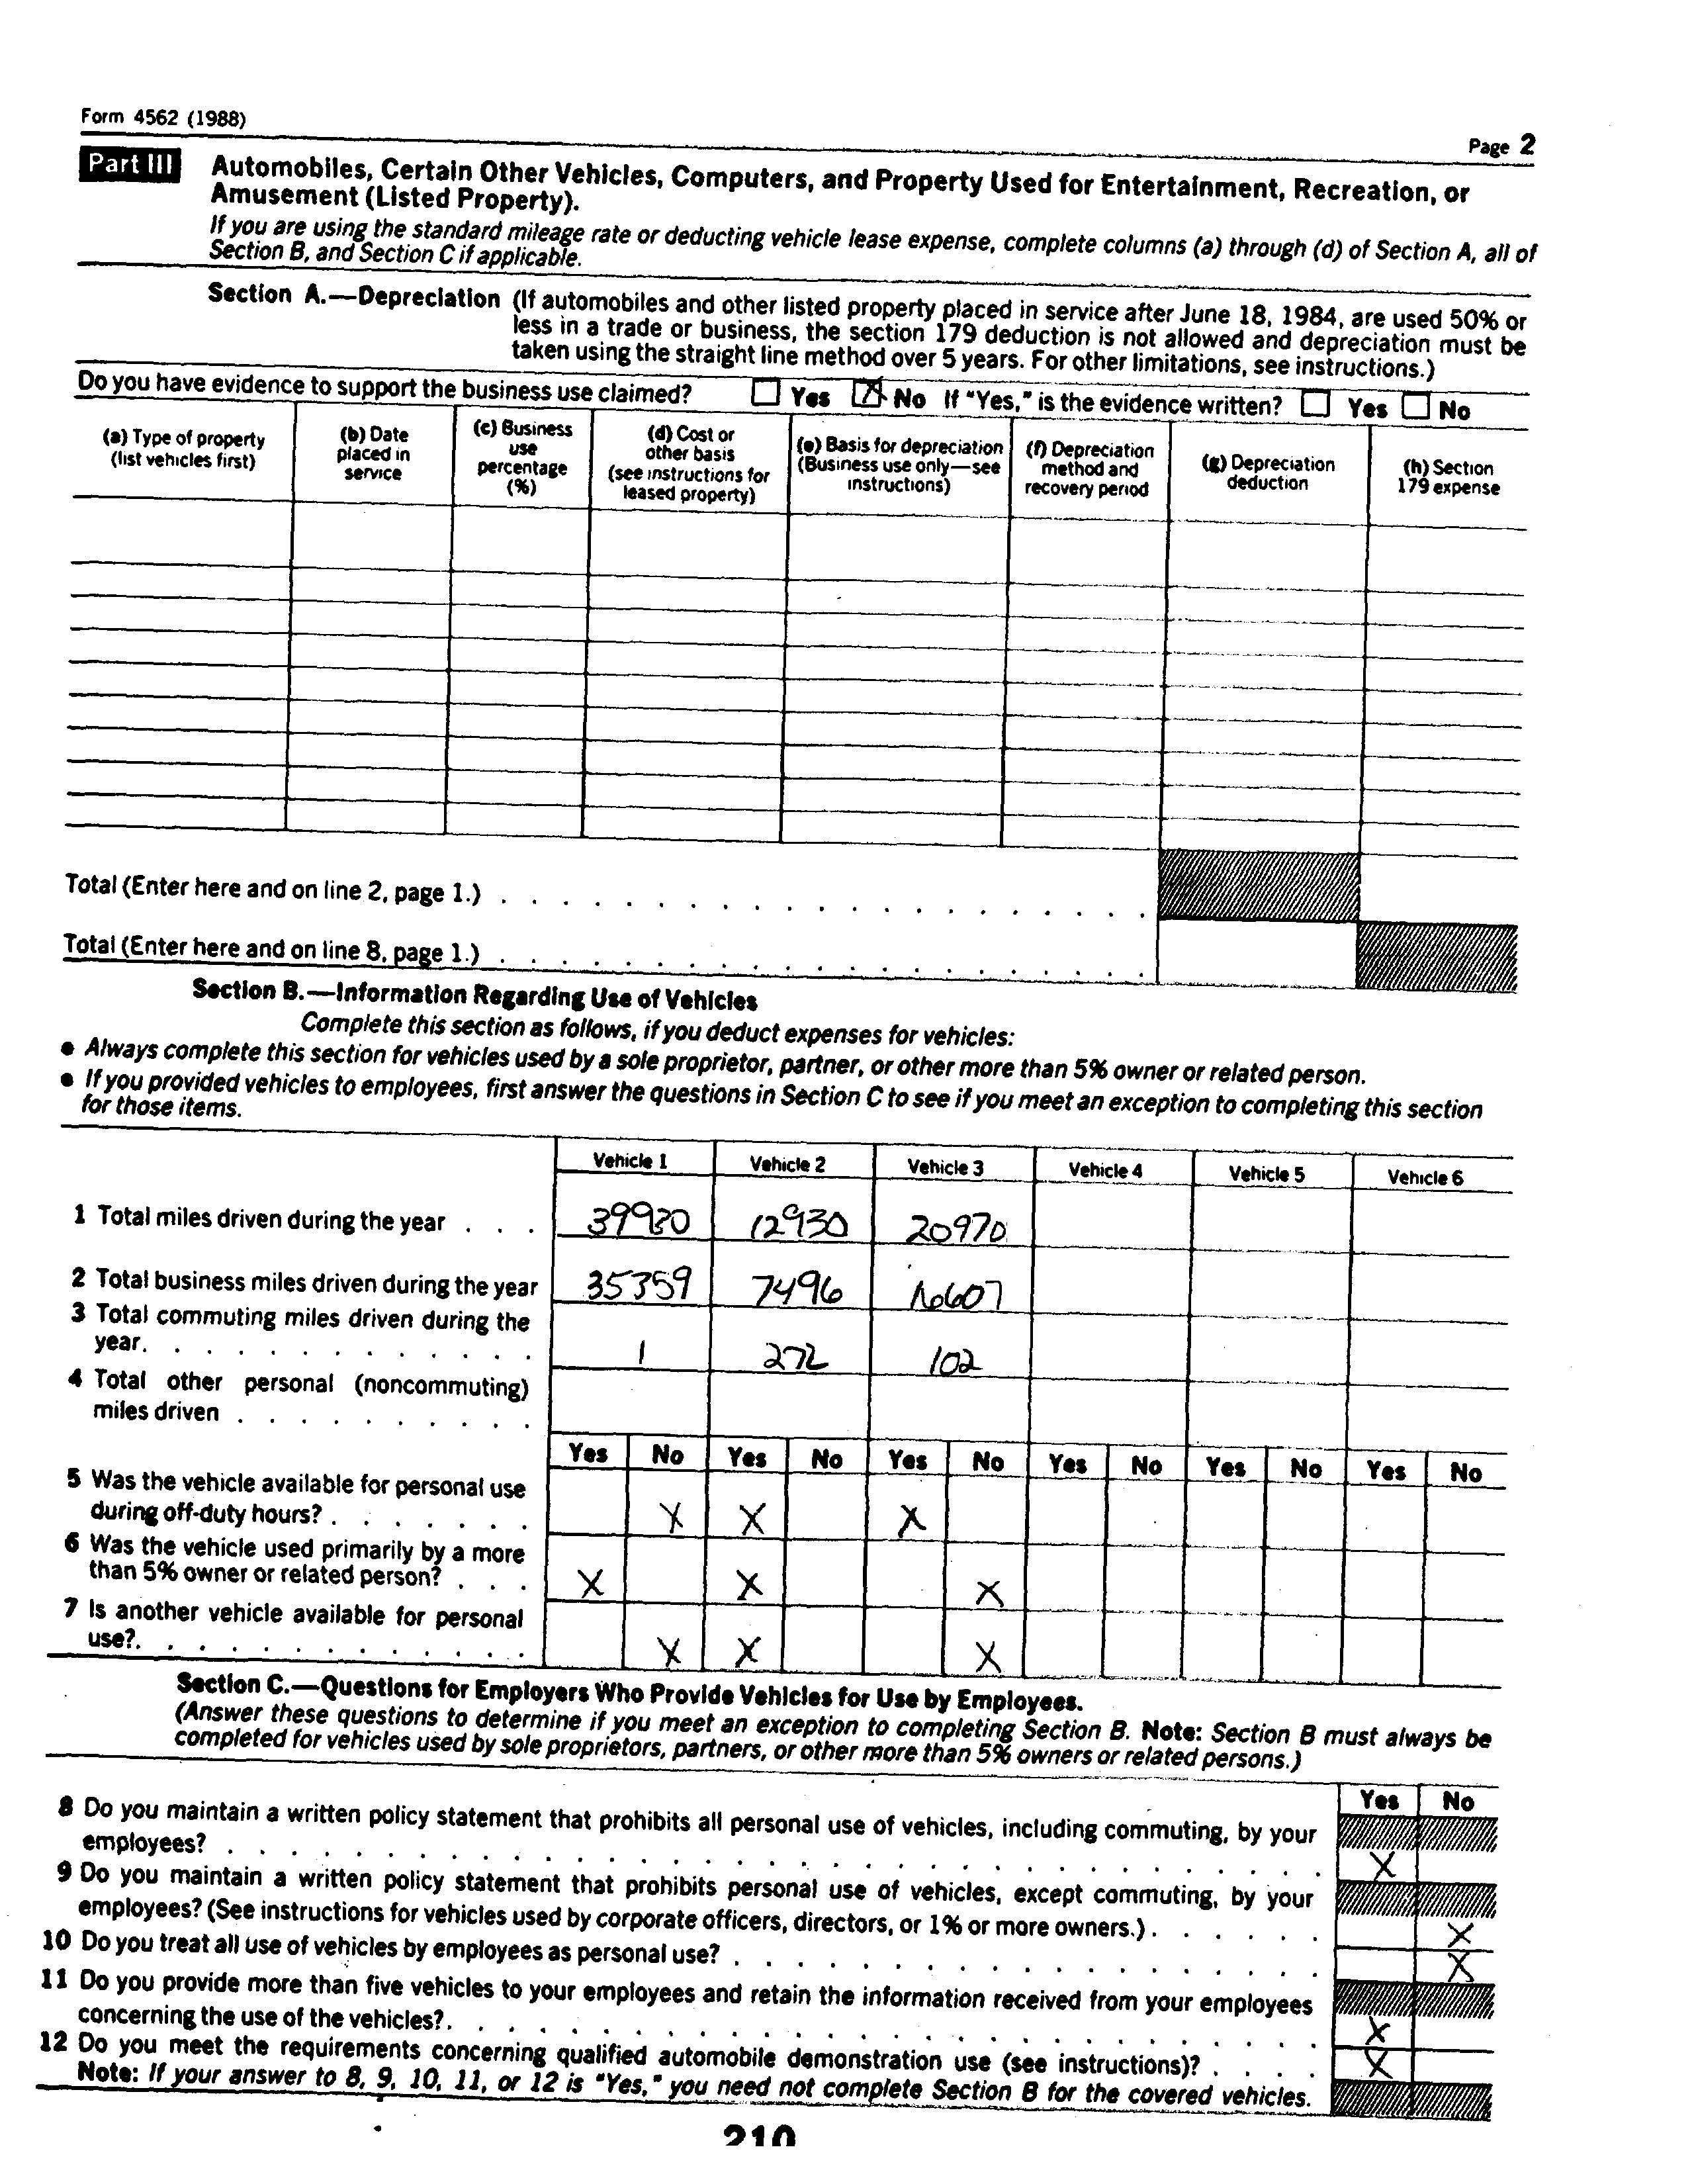 Form 4562 (1988)
Page 2
Part III Automobiles, Certain Other Vehicles, Computers, and Property Used for Entertainment, Recreation, or
Amusement (Listed Property).
If you are using the standard mileage rate or deducting vehicle lease expense, complete columns (a) through (d) of Section A, all of
Section B, and Section C if applicable.
Section A.—Depreciation (If automobiles and other listed property placed in service after June 18, 1984, are used 50% or
less in a trade or business, the section 179 deduction is not allowed and depreciation must be
taken using the straight line method over 5 years. For other limitations, see instructions.)
Do you have evidence to support the business use claimed? Yes X No If "Yes," is the evidence written? Yes No
(a) Type of property
(list vehicles first)
(b) Date
placed in
service
(c) Business
use
percentage
(%)
(d) Cost or
other basis
(see instructions for
leased property)
(e) Basis for depreciation
(Business use only—see
instructions)
(f) Depreciation
method and
recovery period
(g) Depreciation
deduction
(h) Section
179 expense
Total (Enter here and on line 2, page 1.)
Total (Enter here and on line 8, page 1.)
Section B.—Information Regarding Use of Vehicles
Complete this section as follows, if you deduct expenses for vehicles:
● Always complete this section for vehicles used by a sole proprietor, partner, or other more than 5% owner or related person.
● If you provided vehicles to employees, first answer the questions in Section C to see if you meet an exception to completing this section
for those items.
Vehicle 1 Vehicle 2 Vehicle 3 Vehicle 4 Vehicle 5 Vehicle 6
1 Total miles driven during the year . . . 39930 12930 20970
2 Total business miles driven during the year 35359 7496 16607
3 Total commuting miles driven during the
year. 1 272 102
4 Total other personal (noncommuting)
miles driven
Yes No Yes No Yes No Yes No Yes No Yes No
5 Was the vehicle available for personal use
during off-duty hours? X X X
6 Was the vehicle used primarily by a more
than 5% owner or related person? X X X
7 Is another vehicle available for personal
use? X X X
Section C.—Questions for Employers Who Provide Vehicles for Use by Employees.
(Answer these questions to determine if you meet an exception to completing Section B. Note: Section B must always be
completed for vehicles used by sole proprietors, partners, or other more than 5% owners or related persons.)
Yes No
8 Do you maintain a written policy statement that prohibits all personal use of vehicles, including commuting, by your
employees? X
9 Do you maintain a written policy statement that prohibits personal use of vehicles, except commuting, by your
employees? (See instructions for vehicles used by corporate officers, directors, or 1% or more owners.) X
10 Do you treat all use of vehicles by employees as personal use? X
11 Do you provide more than five vehicles to your employees and retain the information received from your employees
concerning the use of the vehicles? X
12 Do you meet the requirements concerning qualified automobile demonstration use (see instructions)? X
Note: If your answer to 8, 9, 10, 11, or 12 is "Yes," you need not complete Section B for the covered vehicles.
210